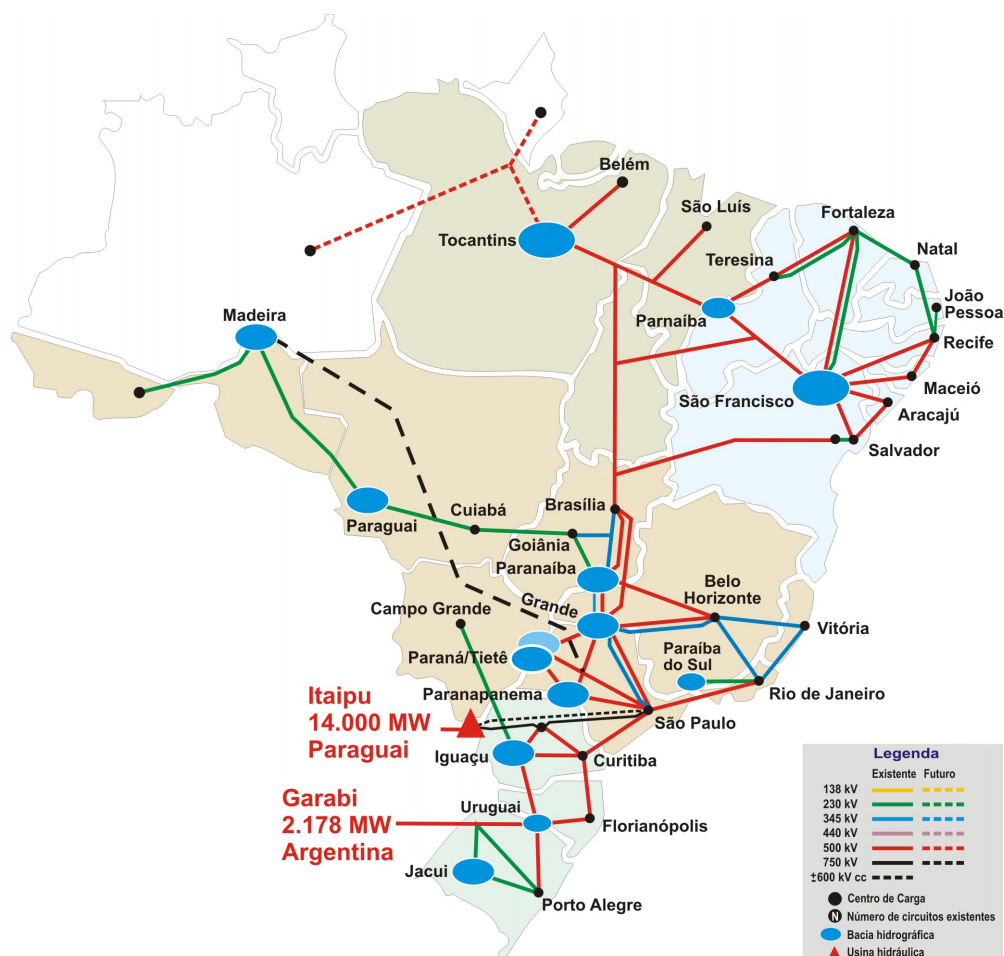 Belém
São Luís
Fortaleza
Tocantins
Natal
Teresina
João
Pessoa
Madeira
Parnaíba
Recife
São Francisco
Maceió
Aracajú
Salvador
Brasília
Cuiabá
Paraguai
Goiânia
Paranaíba
Belo
Horizonte
Grande
Campo Grande
Vitória
Paraíba
do Sul
Paraná/Tietê
Itaipu
14.000 MW
Paraguai
Paranapanema
Rio de Janeiro
São Paulo
Iguaçu
Curitiba
Garabi
2.178 MW
Argentina
Uruguai
Florianópolis
Jacui
Porto Alegre
Legenda
Existente Futuro
138 kV
230 kV
345 kV
440 kV
500 kV
750 kV
±600 kV cc
Centro de Carga
N Número de circuitos existentes
Bacia hidrográfica
Usina hidráulica